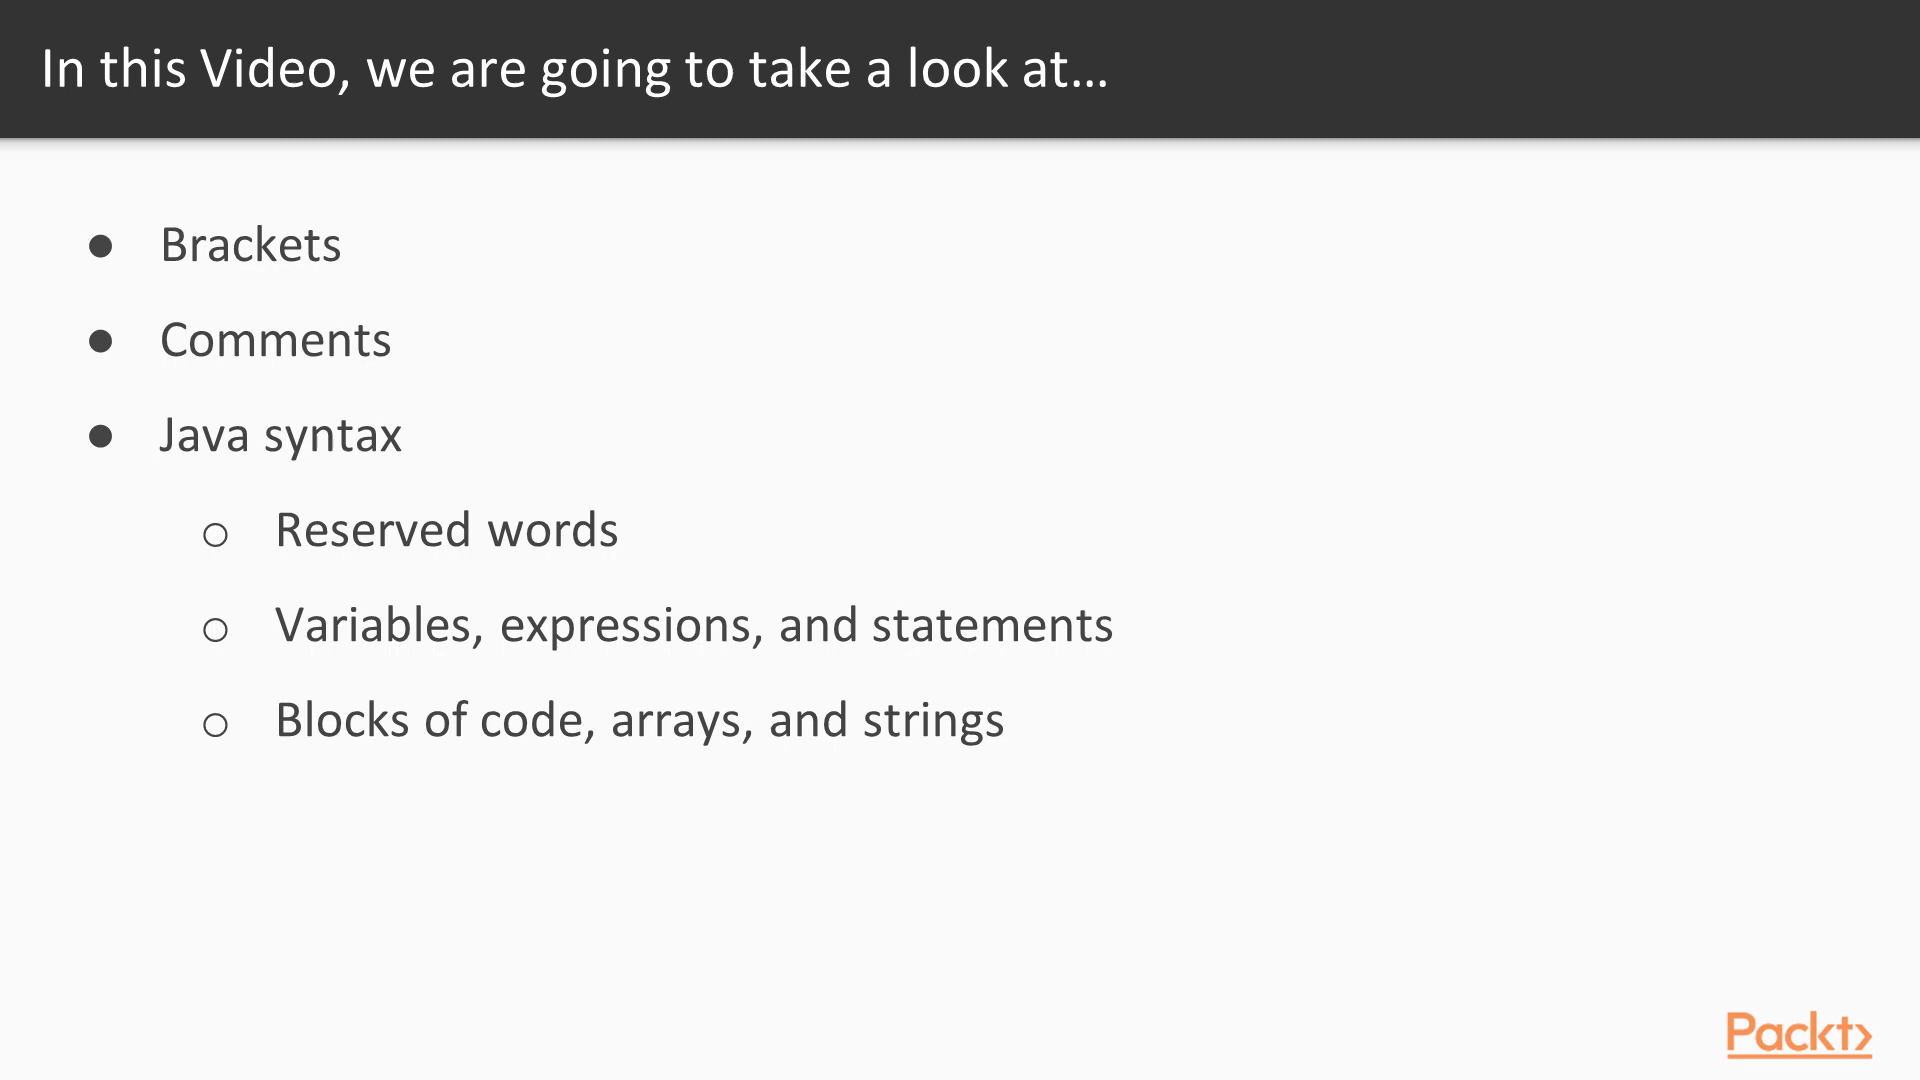 In this Video, we are going to take a look at...
● Brackets
● Comments
● Java syntax
○ Reserved words
○ Variables, expressions, and statements
○ Blocks of code, arrays, and strings
Packt>